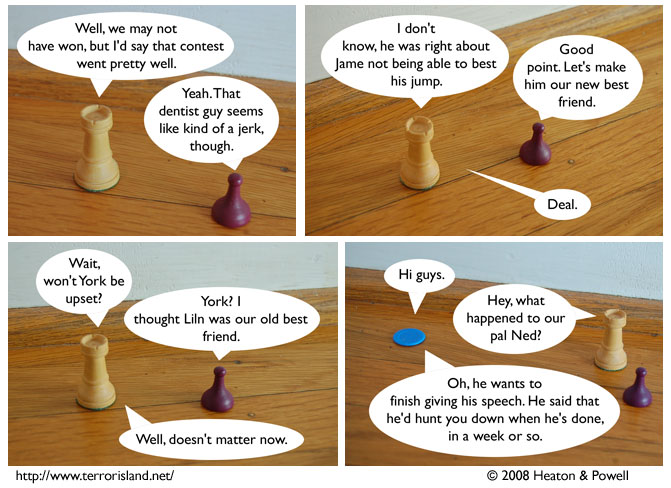 Well, we may not
have won, but I'd say that contest
went pretty well.
Yeah. That
dentist guy seems
like kind of a jerk,
though.
I don't
know, he was right about
Jame not being able to best
his jump.
Good
point. Let's make
him our new best
friend.
Deal.
Wait,
won't York be
upset?
York? I
thought Liln was our old best
friend.
Well, doesn't matter now.
Hi guys.
Hey, what
happened to our
pal Ned?
Oh, he wants to
finish giving his speech. He said that
he'd hunt you down when he's done,
in a week or so.
http://www.terrorisland.net/
© 2008 Heaton & Powell